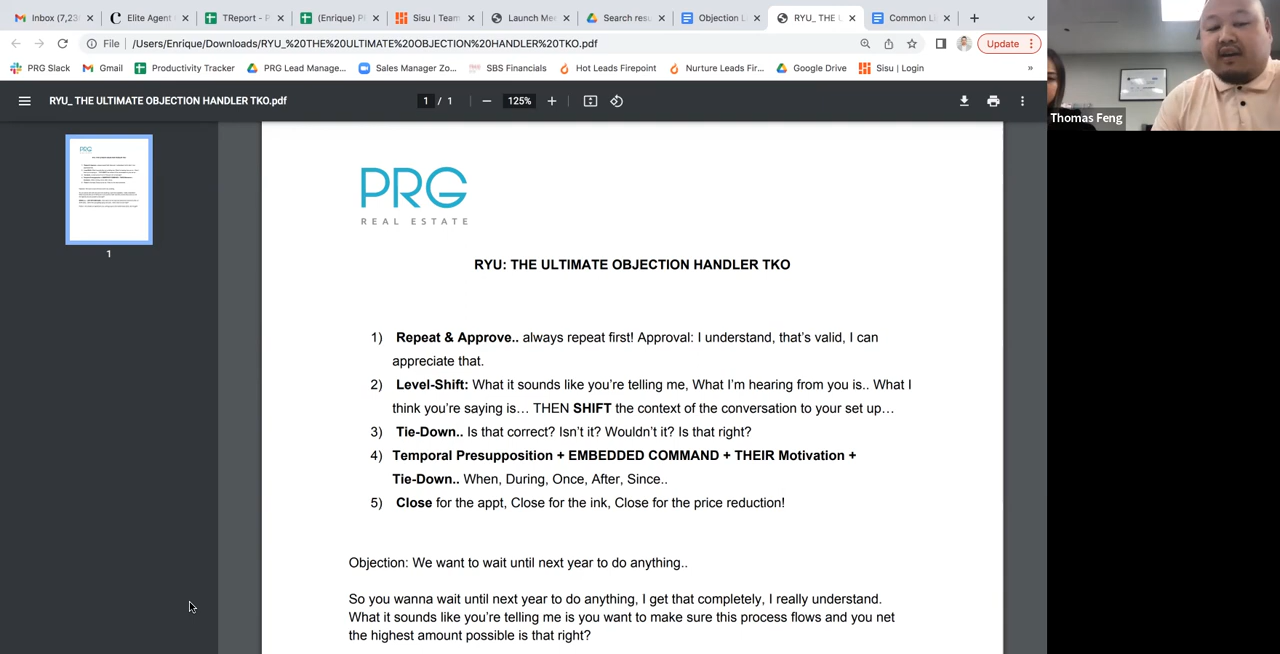 Inbox (7,23
Elite Agent
TReport - P
(Enrique) P
Sisu | Team
Launch Me
Search resu
Objection L
RYU_ THE U
Common L
File
/Users/Enrique/Downloads/RYU_%20THE%20ULTIMATE%20OBJECTION%20HANDLER%20TKO.pdf
Update
PRG Slack
Gmail
Productivity Tracker
PRG Lead Manage...
Sales Manager Zo...
SBS Financials
Hot Leads Firepoint
Nurture Leads Fir...
Google Drive
Sisu | Login
»
RYU_ THE ULTIMATE OBJECTION HANDLER TKO.pdf
1 / 1
125%
Thomas Feng
1
PRG
REAL ESTATE
RYU: THE ULTIMATE OBJECTION HANDLER TKO
1) Repeat & Approve.. always repeat first! Approval: I understand, that's valid, I can
appreciate that.
2) Level-Shift: What it sounds like you're telling me, What I'm hearing from you is.. What I
think you're saying is… THEN SHIFT the context of the conversation to your set up…
3) Tie-Down.. Is that correct? Isn't it? Wouldn't it? Is that right?
4) Temporal Presupposition + EMBEDDED COMMAND + THEIR Motivation +
Tie-Down.. When, During, Once, After, Since..
5) Close for the appt, Close for the ink, Close for the price reduction!
Objection: We want to wait until next year to do anything..
So you wanna wait until next year to do anything, I get that completely, I really understand.
What it sounds like you're telling me is you want to make sure this process flows and you net
the highest amount possible is that right?